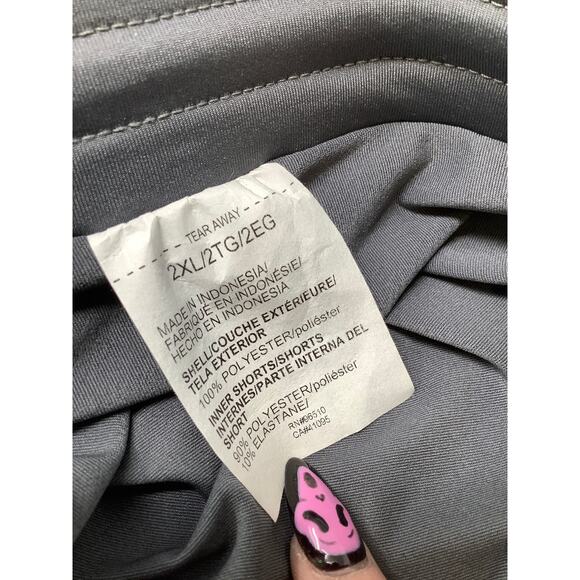 TEAR AWAY
2XL/2TG/2EG
MADE IN INDONESIA/
FABRIQUÉ EN INDONÉSIE/
HECHO EN INDONESIA
SHELL/COUCHE EXTÉRIEURE/
TELA EXTERIOR
100% POLYESTER/poliéster
INNER SHORTS/SHORTS
INTERNES/PARTE INTERNA DEL
SHORT
90% POLYESTER/poliéster
10% ELASTANE/
RN#96510
CA#41095